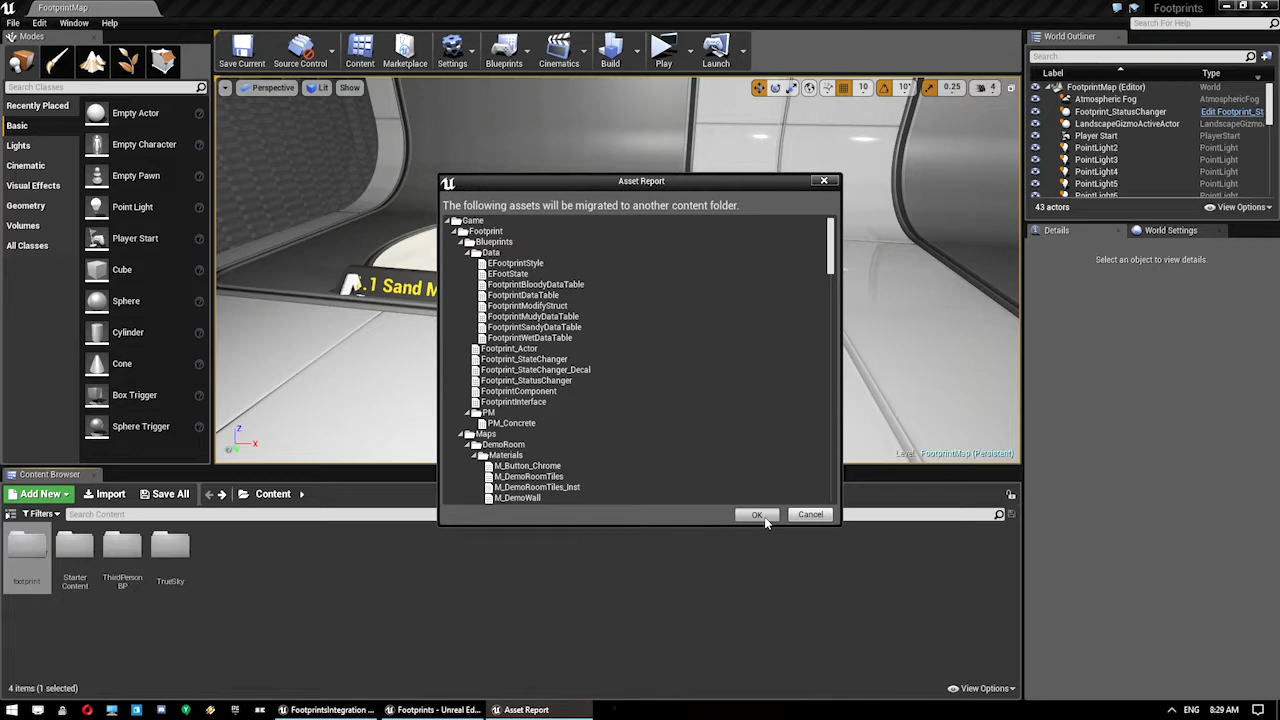 FootprintMap
Footprints
File Edit Window Help
Search For Help
Modes
Search Classes
Recently Placed
Basic
Lights
Cinematic
Visual Effects
Geometry
Volumes
All Classes
Empty Actor
Empty Character
Empty Pawn
Point Light
Player Start
Cube
Sphere
Cylinder
Cone
Box Trigger
Sphere Trigger
Save Current
Source Control
Content
Marketplace
Settings
Blueprints
Cinematics
Build
Play
Launch
Perspective
Lit
Show
10
10°
0.25
4
.1 Sand M
Level: FootprintMap (Persistent)
Asset Report
The following assets will be migrated to another content folder.
Game
Footprint
Blueprints
Data
EFootprintStyle
EFootState
FootprintBloodyDataTable
FootprintDataTable
FootprintModifyStruct
FootprintMudyDataTable
FootprintSandyDataTable
FootprintWetDataTable
Footprint_Actor
Footprint_StateChanger
Footprint_StateChanger_Decal
Footprint_StatusChanger
FootprintComponent
FootprintInterface
PM
PM_Concrete
Maps
DemoRoom
Materials
M_Button_Chrome
M_DemoRoomTiles
M_DemoRoomTiles_Inst
M_DemoWall
OK
Cancel
World Outliner
Search
Label Type
FootprintMap (Editor) World
Atmospheric Fog AtmosphericFog
Footprint_StatusChanger Edit Footprint_St
LandscapeGizmoActiveActor LandscapeGizmo
Player Start PlayerStart
PointLight2 PointLight
PointLight3 PointLight
PointLight4 PointLight
PointLight5 PointLight
PointLight6 PointLight
43 actors
View Options
Details
World Settings
Select an object to view details.
Content Browser
Add New
Import
Save All
Content
Filters
Search Content
footprint
Starter
Content
ThirdPerson
BP
TrueSky
4 items (1 selected)
View Options
FootprintsIntegration ...
Footprints - Unreal Ed...
Asset Report
ENG
8:29 AM